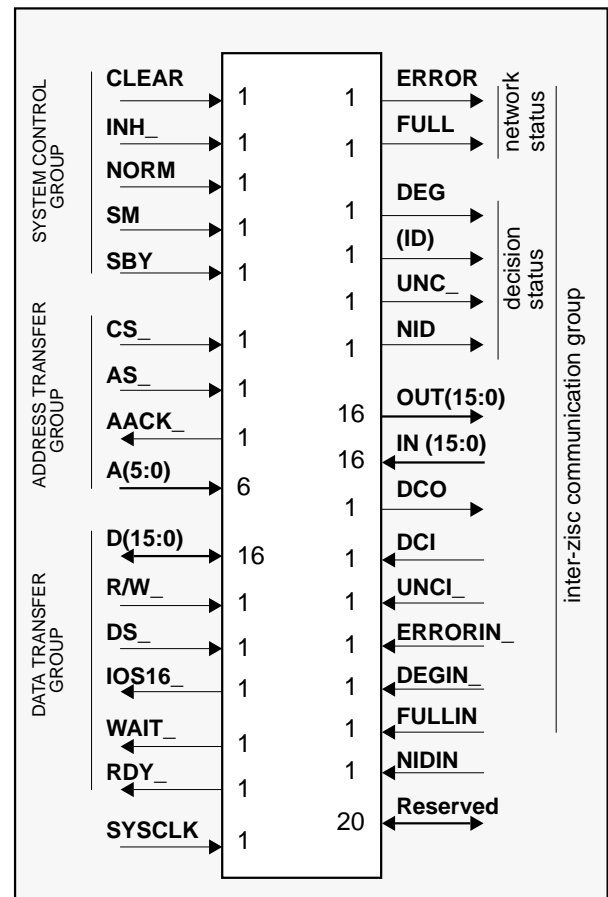 SYSTEM CONTROL
GROUP
CLEAR
1
INH_
1
NORM
1
SM
1
SBY
1
ADDRESS TRANSFER
GROUP
CS_
1
AS_
1
AACK_
1
A(5:0)
6
DATA TRANSFER
GROUP
D(15:0)
16
R/W_
1
DS_
1
IOS16_
1
WAIT_
1
RDY_
1
SYSCLK
1
1
ERROR
1
FULL
network
status
1
DEG
1
(ID)
1
UNC_
1
NID
decision
status
16
OUT(15:0)
16
IN (15:0)
1
DCO
1
DCI
1
UNCI_
1
ERRORIN_
1
DEGIN_
1
FULLIN
1
NIDIN
20
Reserved
inter-zisc communication group